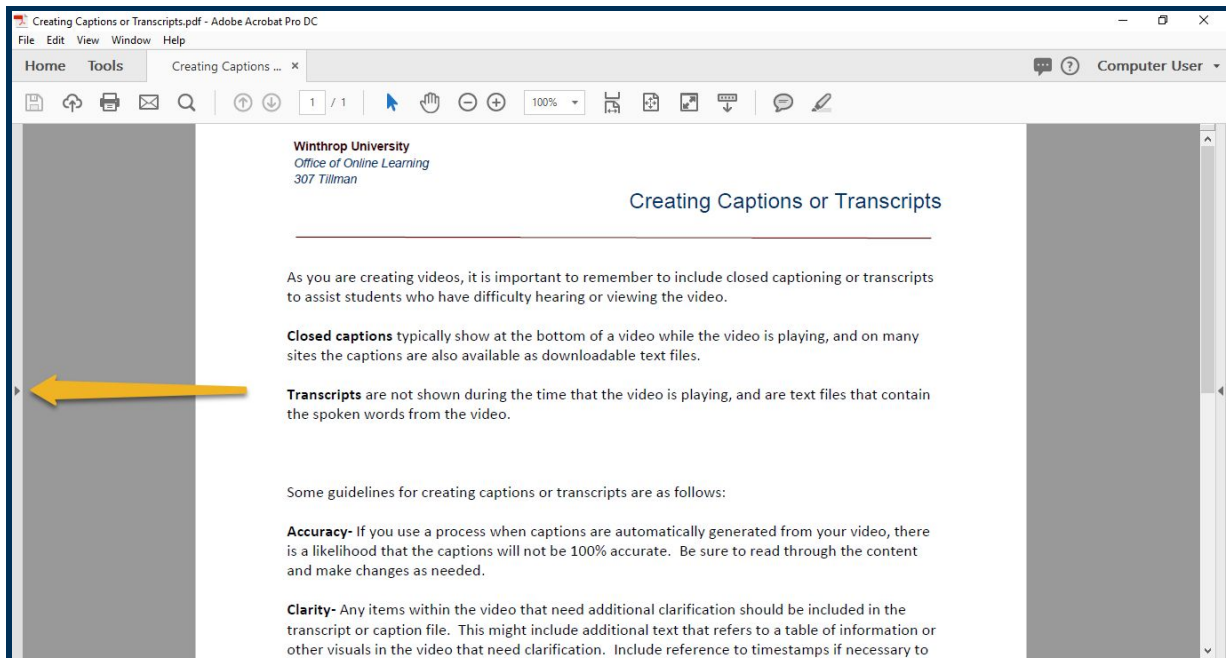 Creating Captions or Transcripts.pdf - Adobe Acrobat Pro DC
File Edit View Window Help
Home Tools Creating Captions ... × Computer User
1 / 1 100%
Winthrop University
Office of Online Learning
307 Tillman
Creating Captions or Transcripts
As you are creating videos, it is important to remember to include closed captioning or transcripts
to assist students who have difficulty hearing or viewing the video.
Closed captions typically show at the bottom of a video while the video is playing, and on many
sites the captions are also available as downloadable text files.
Transcripts are not shown during the time that the video is playing, and are text files that contain
the spoken words from the video.
Some guidelines for creating captions or transcripts are as follows:
Accuracy- If you use a process when captions are automatically generated from your video, there
is a likelihood that the captions will not be 100% accurate.  Be sure to read through the content
and make changes as needed.
Clarity- Any items within the video that need additional clarification should be included in the
transcript or caption file.  This might include additional text that refers to a table of information or
other visuals in the video that need clarification.  Include reference to timestamps if necessary to